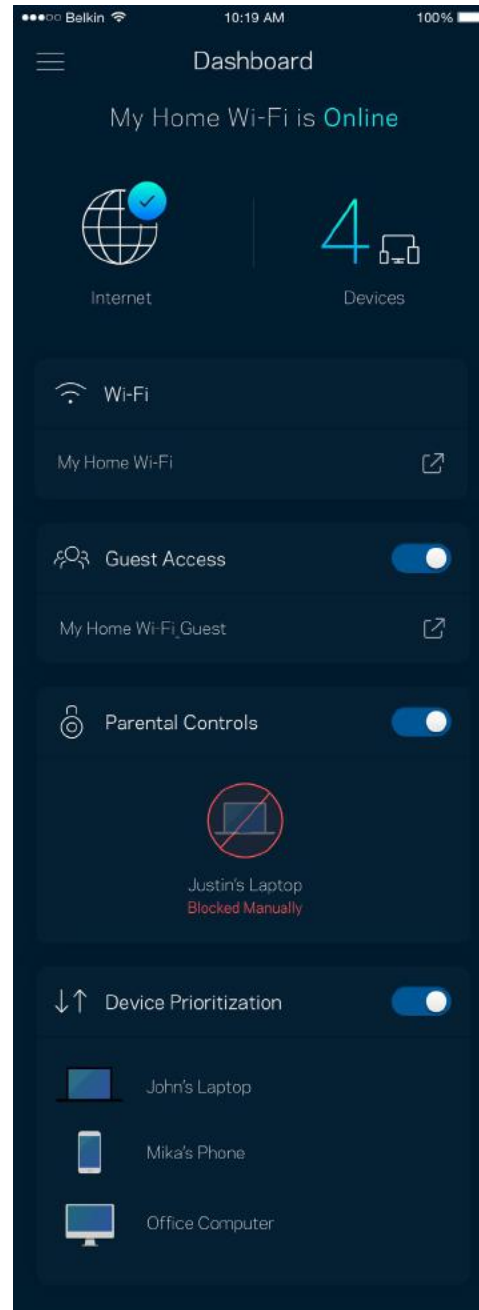 Belkin 10:19 AM 100%
Dashboard
My Home Wi-Fi is Online
4
Internet Devices
Wi-Fi
My Home Wi-Fi
Guest Access
My Home Wi-Fi_Guest
Parental Controls
Justin's Laptop
Blocked Manually
Device Prioritization
John's Laptop
Mika's Phone
Office Computer